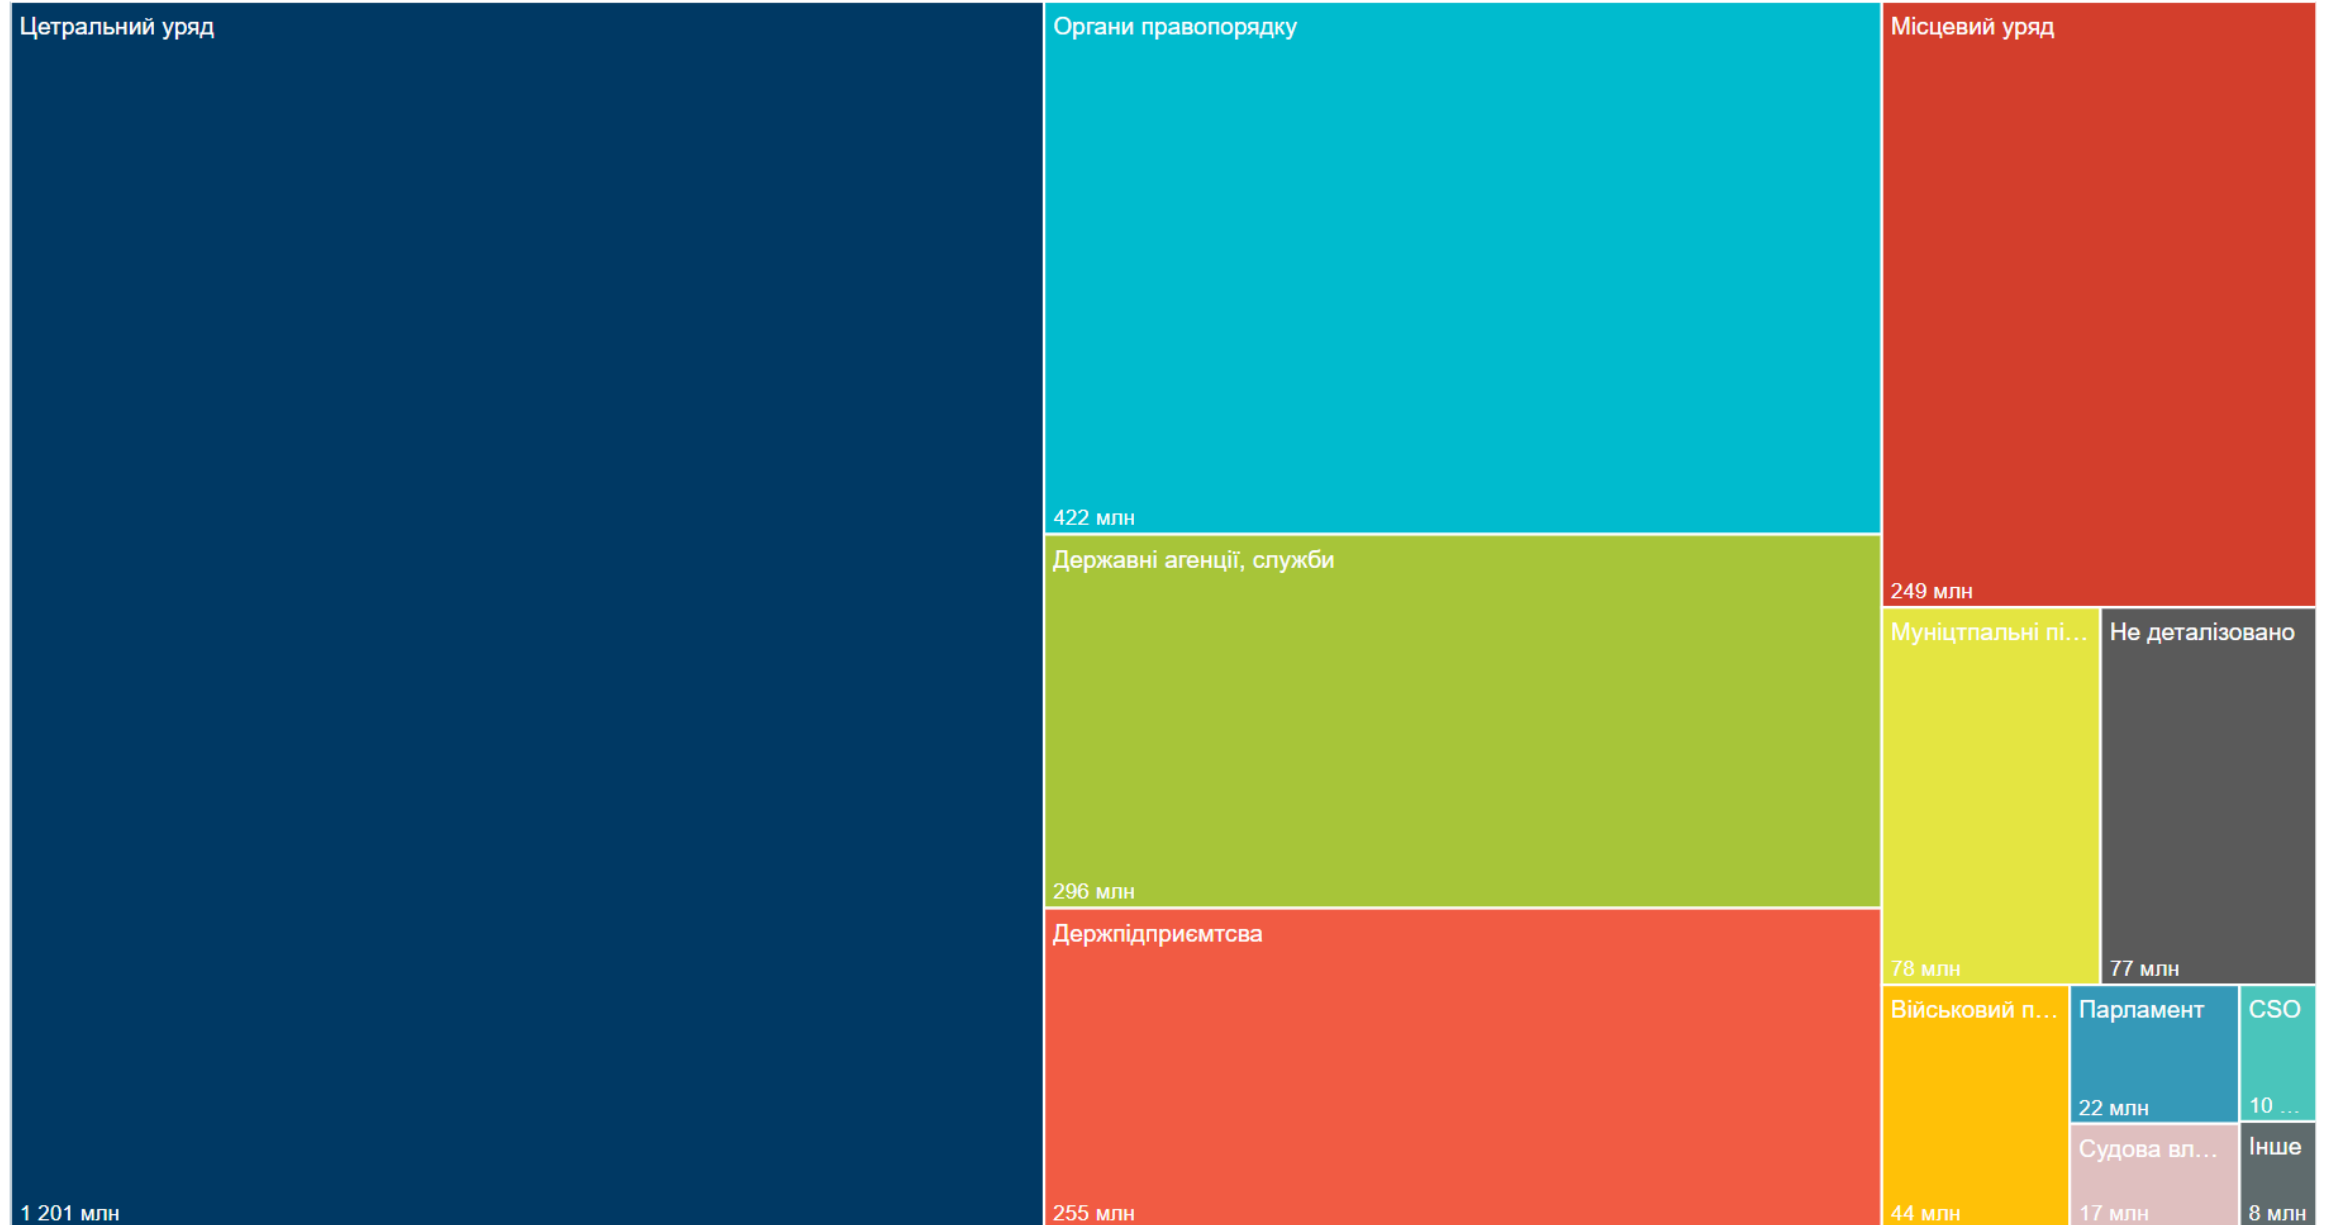 Цетральний уряд
1 201 млн
Органи правопорядку
422 млн
Державні агенції, служби
296 млн
Держпідприємтсва
255 млн
Місцевий уряд
249 млн
Муніцтпальні пі…
78 млн
Не деталізовано
77 млн
Військовий п…
44 млн
Парламент
22 млн
Судова вл…
17 млн
CSO
10 …
Інше
8 млн